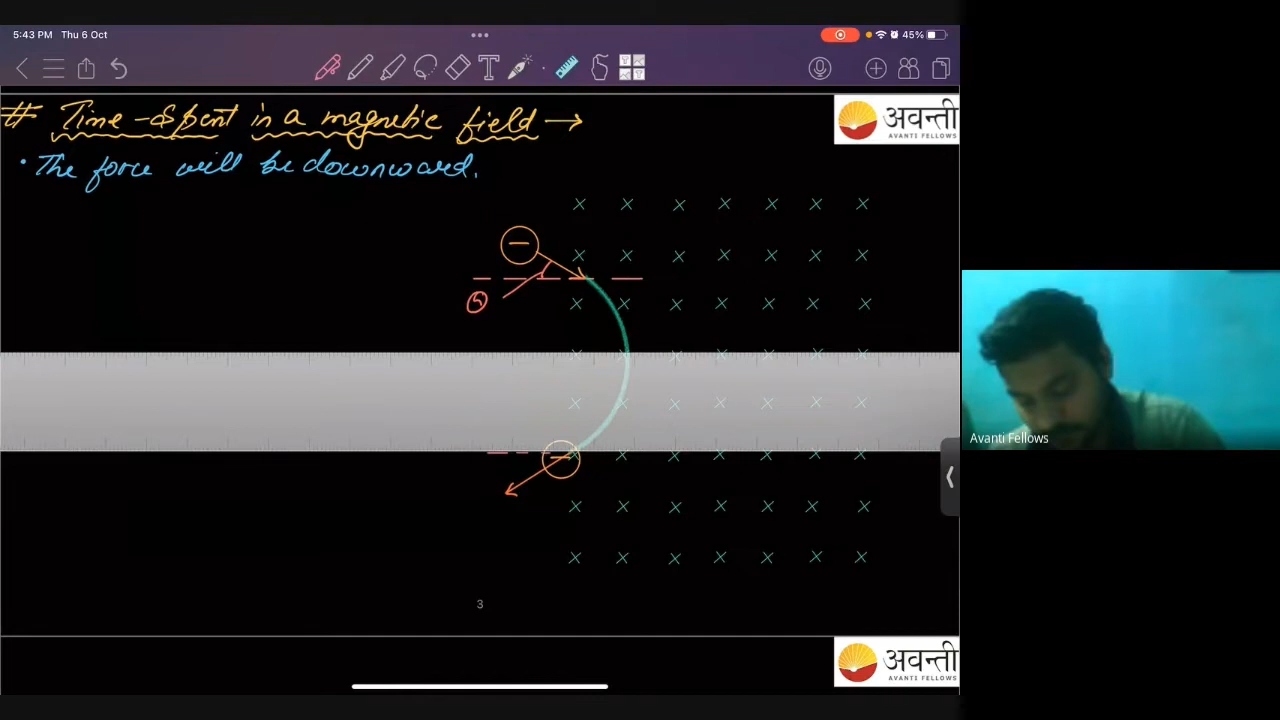 5:43 PM Thu 6 Oct
45%
# Time-Spent in a magnetic field →
अवन्ती
AVANTI FELLOWS
• The force will be downward.
θ
Avanti Fellows
3
अवन्ती
AVANTI FELLOWS